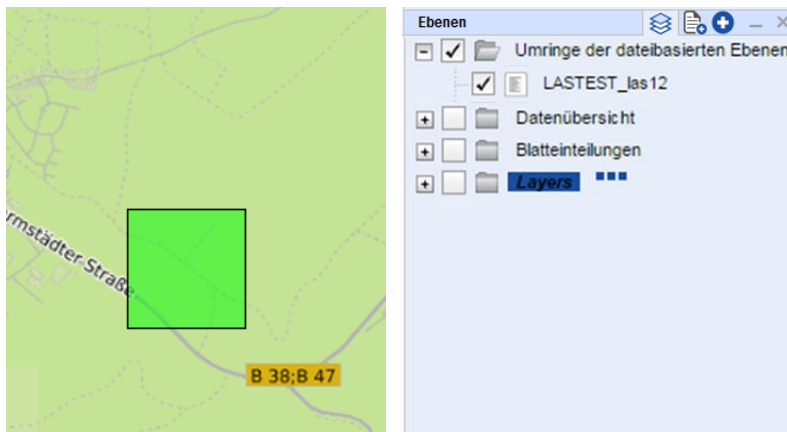 rmstädter-Straße
B 38;B 47
Ebenen
Umringe der dateibasierten Ebenen
LASTEST_las12
Datenübersicht
Blatteinteilungen
Layers